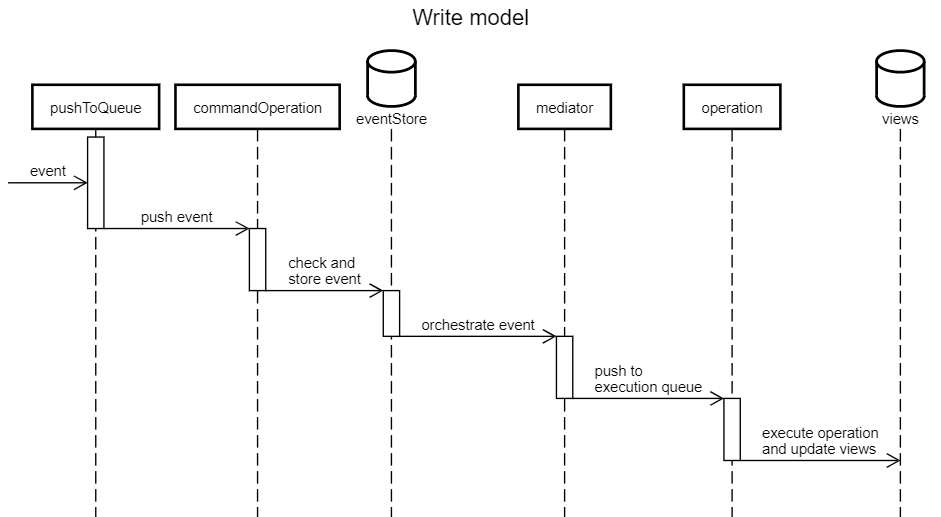 Write model
pushToQueue
commandOperation
eventStore
mediator
operation
views
event
push event
check and
store event
orchestrate event
push to
execution queue
execute operation
and update views